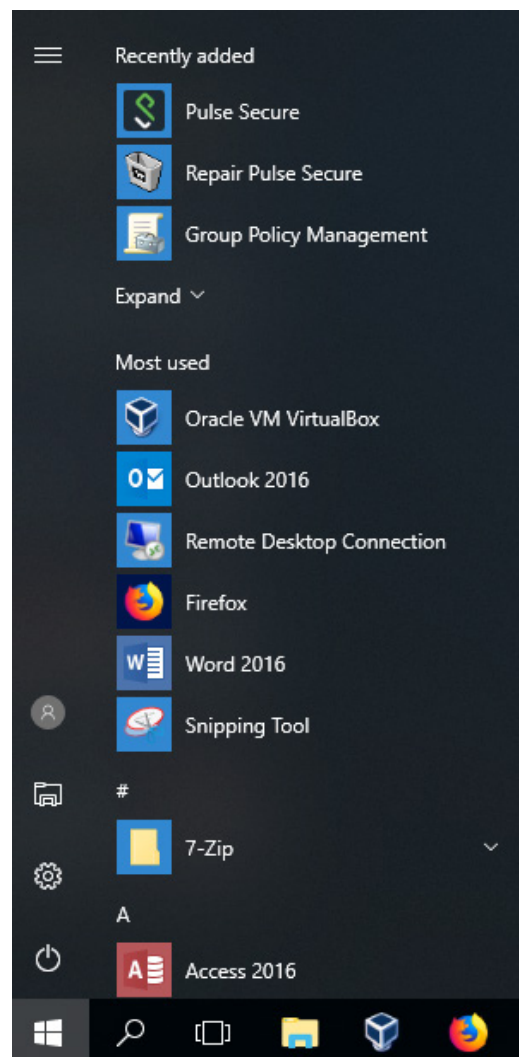 Recently added
Pulse Secure
Repair Pulse Secure
Group Policy Management
Expand
Most used
Oracle VM VirtualBox
Outlook 2016
Remote Desktop Connection
Firefox
Word 2016
Snipping Tool
#
7-Zip
A
Access 2016